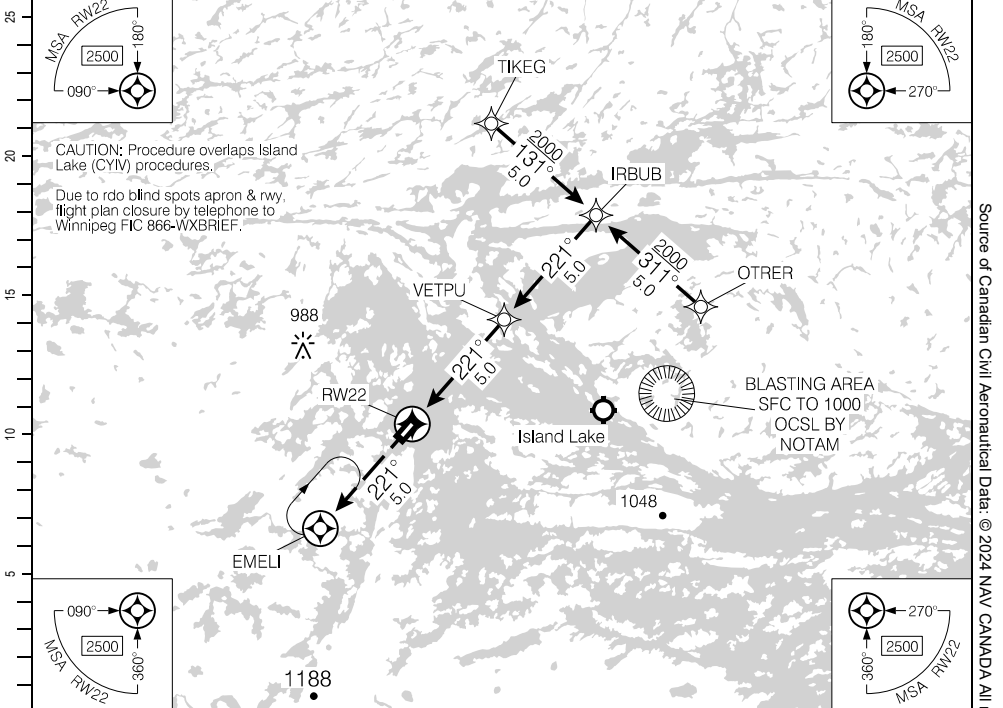 25
MSA RW22
180°
2500
090°
MSA RW22
180°
2500
270°
TIKEG
CAUTION: Procedure overlaps Island
Lake (CYIV) procedures.
20
2000
131°
5.0
IRBUB
Due to rdo blind spots apron & rwy,
flight plan closure by telephone to
Winnipeg FIC 866-WXBRIEF.
2000
311°
5.0
OTRER
221°
5.0
15
VETPU
988
221°
5.0
RW22
BLASTING AREA
SFC TO 1000
OCSL BY
NOTAM
10
Island Lake
221°
5.0
1048
EMELI
5
090°
2500
360°
MSA RW22
270°
2500
360°
MSA RW22
1188
Source of Canadian Civil Aeronautical Data: © 2024 NAV CANADA All